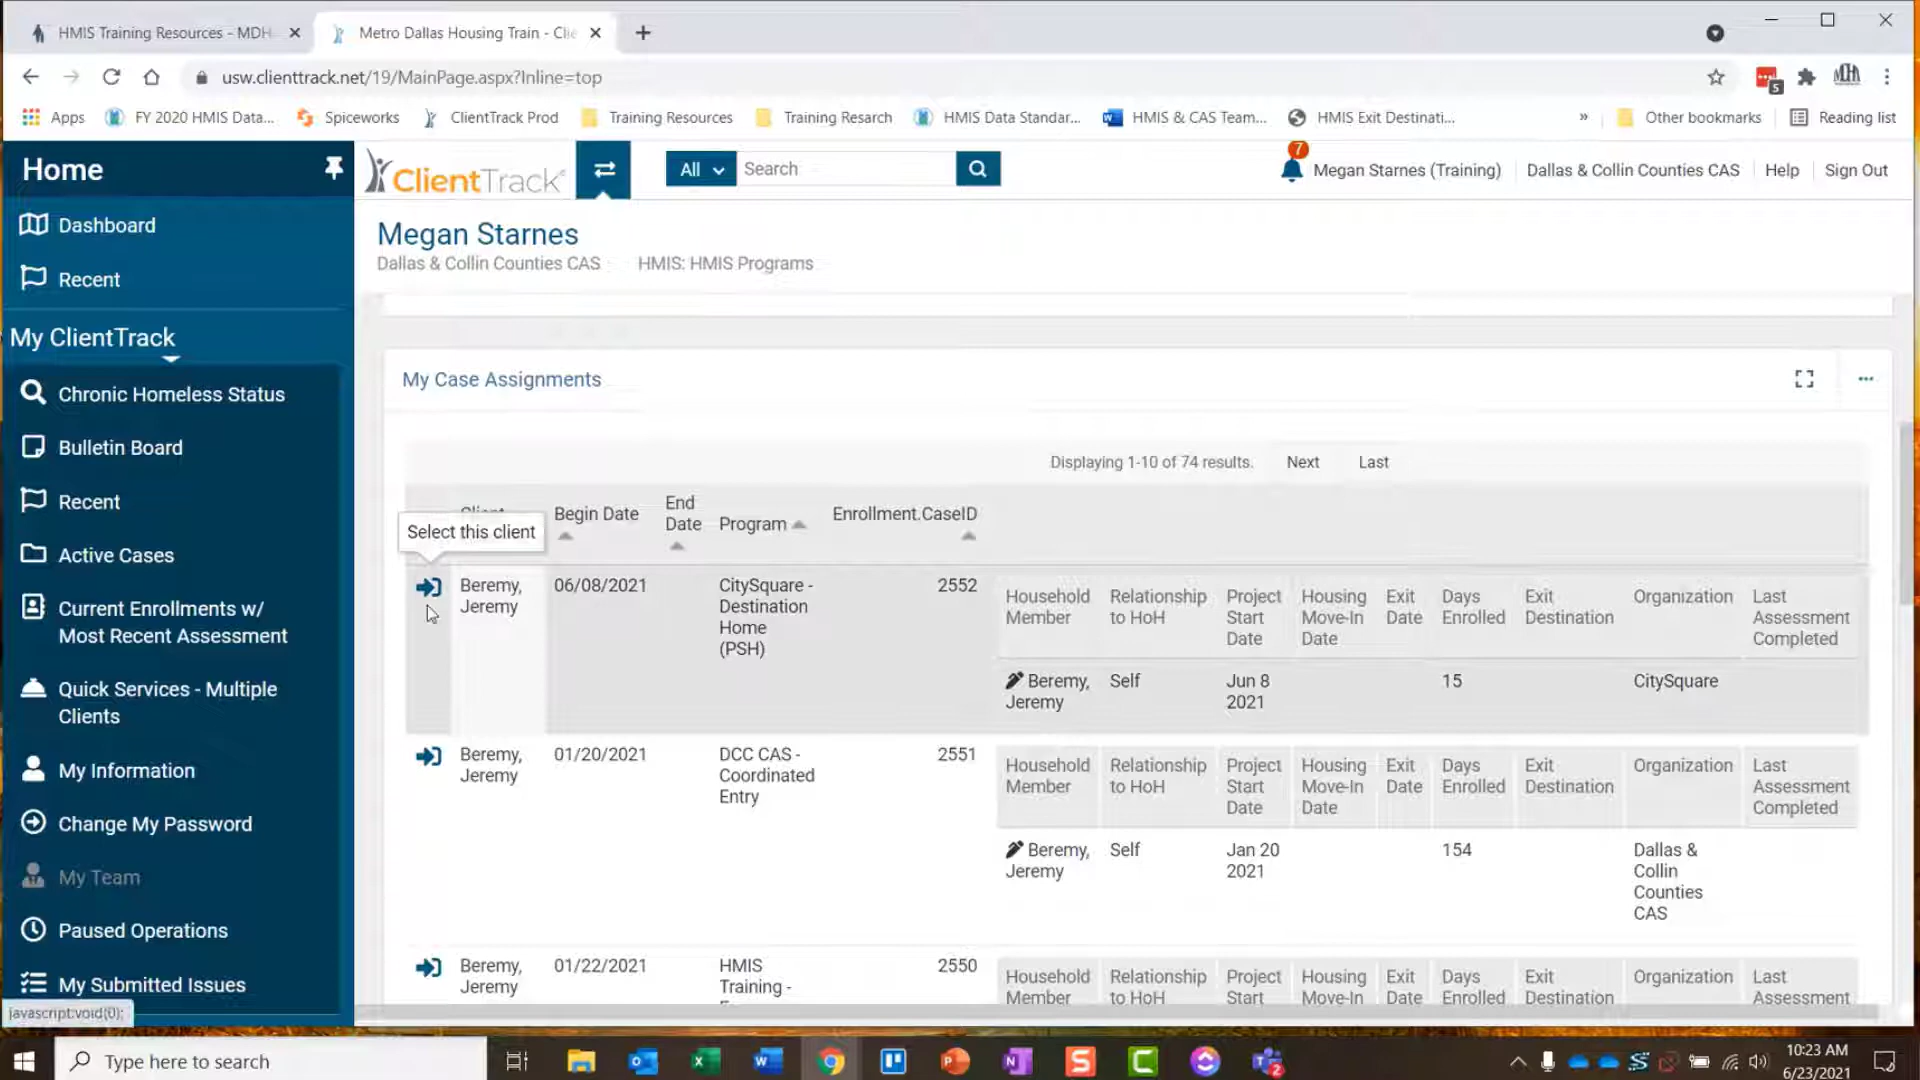 HMIS Training Resources - MDH
Metro Dallas Housing Train - Clie
usw.clienttrack.net/19/MainPage.aspx?Inline=top
5
Apps
FY 2020 HMIS Data...
Spiceworks
ClientTrack Prod
Training Resources
Training Resarch
HMIS Data Standar...
HMIS & CAS Team...
HMIS Exit Destinati...
»
Other bookmarks
Reading list
Home
ClientTrack
All
Search
7
Megan Starnes (Training)
Dallas & Collin Counties CAS
Help
Sign Out
Dashboard
Recent
My ClientTrack
Chronic Homeless Status
Bulletin Board
Recent
Active Cases
Current Enrollments w/
Most Recent Assessment
Quick Services - Multiple
Clients
My Information
Change My Password
My Team
Paused Operations
My Submitted Issues
javascript:void(0);
Megan Starnes
Dallas & Collin Counties CAS
HMIS: HMIS Programs
My Case Assignments
Displaying 1-10 of 74 results.
Next
Last
Client
Select this client
Begin Date
End
Date
Program
Enrollment.CaseID
Beremy,
Jeremy
06/08/2021
CitySquare -
Destination
Home
(PSH)
2552
Household
Member
Relationship
to HoH
Project
Start
Date
Housing
Move-In
Date
Exit
Date
Days
Enrolled
Exit
Destination
Organization
Last
Assessment
Completed
Beremy,
Jeremy
Self
Jun 8
2021
15
CitySquare
Beremy,
Jeremy
01/20/2021
DCC CAS -
Coordinated
Entry
2551
Household
Member
Relationship
to HoH
Project
Start
Date
Housing
Move-In
Date
Exit
Date
Days
Enrolled
Exit
Destination
Organization
Last
Assessment
Completed
Beremy,
Jeremy
Self
Jan 20
2021
154
Dallas &
Collin
Counties
CAS
Beremy,
Jeremy
01/22/2021
HMIS
Training -
2550
Household
Member
Relationship
to HoH
Project
Start
Housing
Move-In
Exit
Date
Days
Enrolled
Exit
Destination
Organization
Last
Assessment
Type here to search
10:23 AM
6/23/2021